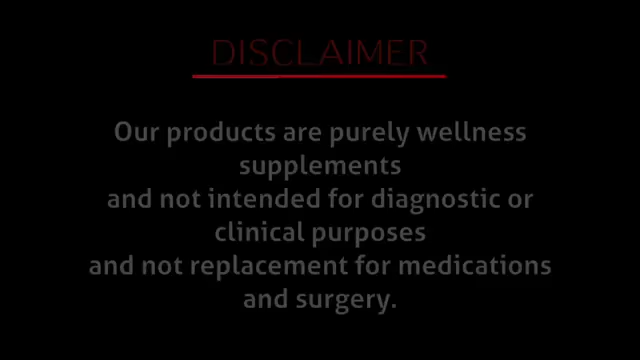 DISCLAIMER
Our products are purely wellness
supplements
and not intended for diagnostic or
clinical purposes
and not replacement for medications
and surgery.